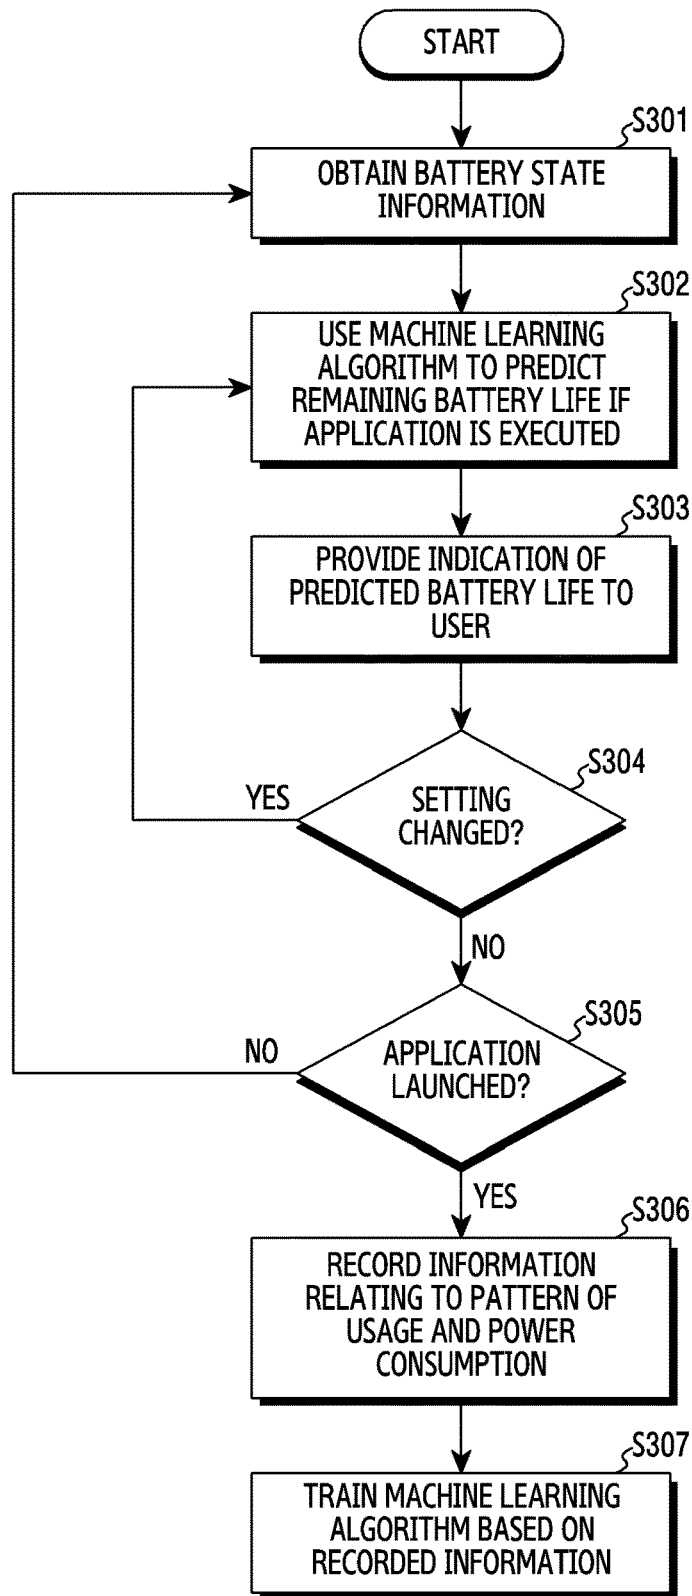 START
S301
OBTAIN BATTERY STATE
INFORMATION
S302
USE MACHINE LEARNING
ALGORITHM TO PREDICT
REMAINING BATTERY LIFE IF
APPLICATION IS EXECUTED
S303
PROVIDE INDICATION OF
PREDICTED BATTERY LIFE TO
USER
S304
YES
SETTING
CHANGED?
NO
S305
NO
APPLICATION
LAUNCHED?
YES
S306
RECORD INFORMATION
RELATING TO PATTERN OF
USAGE AND POWER
CONSUMPTION
S307
TRAIN MACHINE LEARNING
ALGORITHM BASED ON
RECORDED INFORMATION